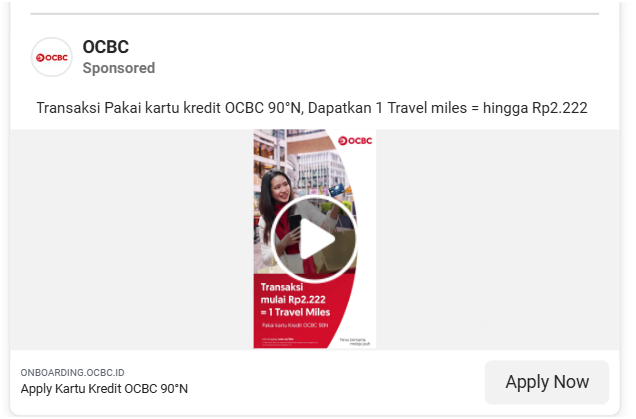 OCBC
OCBC
Sponsored
Transaksi Pakai kartu kredit OCBC 90°N, Dapatkan 1 Travel miles = hingga Rp2.222
OCBC
Transaksi
mulai Rp2.222
= 1 Travel Miles
Pakai kartu Kredit OCBC 90N
ONBOARDING.OCBC.ID
Apply Kartu Kredit OCBC 90°N
Apply Now